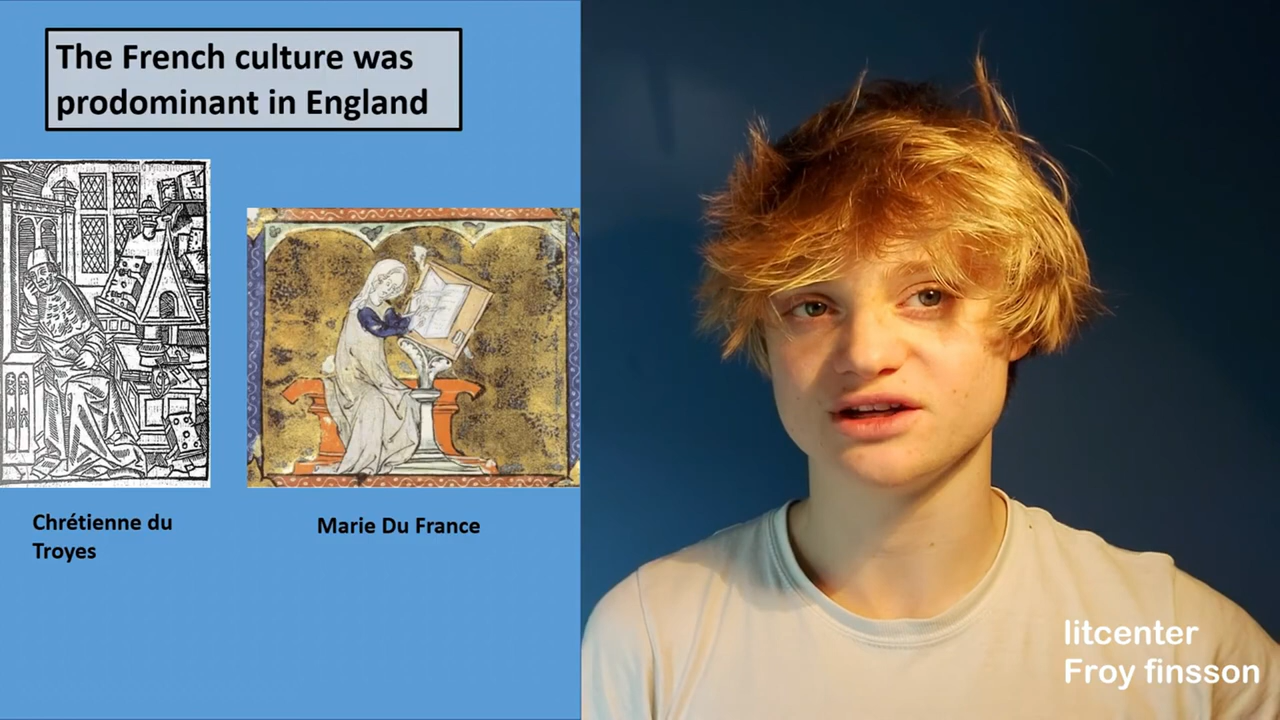 The French culture was
prodominant in England
Chrétienne du
Troyes
Marie Du France
litcenter
Froy finsson